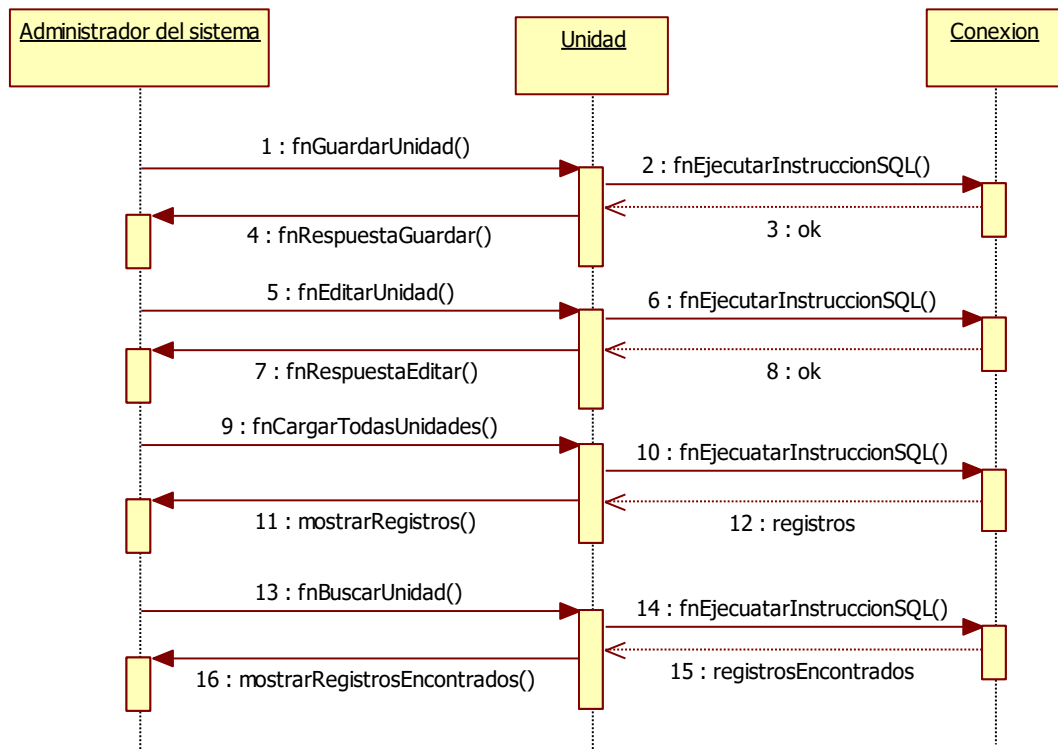 Administrador del sistema
Unidad
Conexion
1 : fnGuardarUnidad()
2 : fnEjecutarInstruccionSQL()
3 : ok
4 : fnRespuestaGuardar()
5 : fnEditarUnidad()
6 : fnEjecutarInstruccionSQL()
7 : fnRespuestaEditar()
8 : ok
9 : fnCargarTodasUnidades()
10 : fnEjecuatarInstruccionSQL()
11 : mostrarRegistros()
12 : registros
13 : fnBuscarUnidad()
14 : fnEjecuatarInstruccionSQL()
15 : registrosEncontrados
16 : mostrarRegistrosEncontrados()